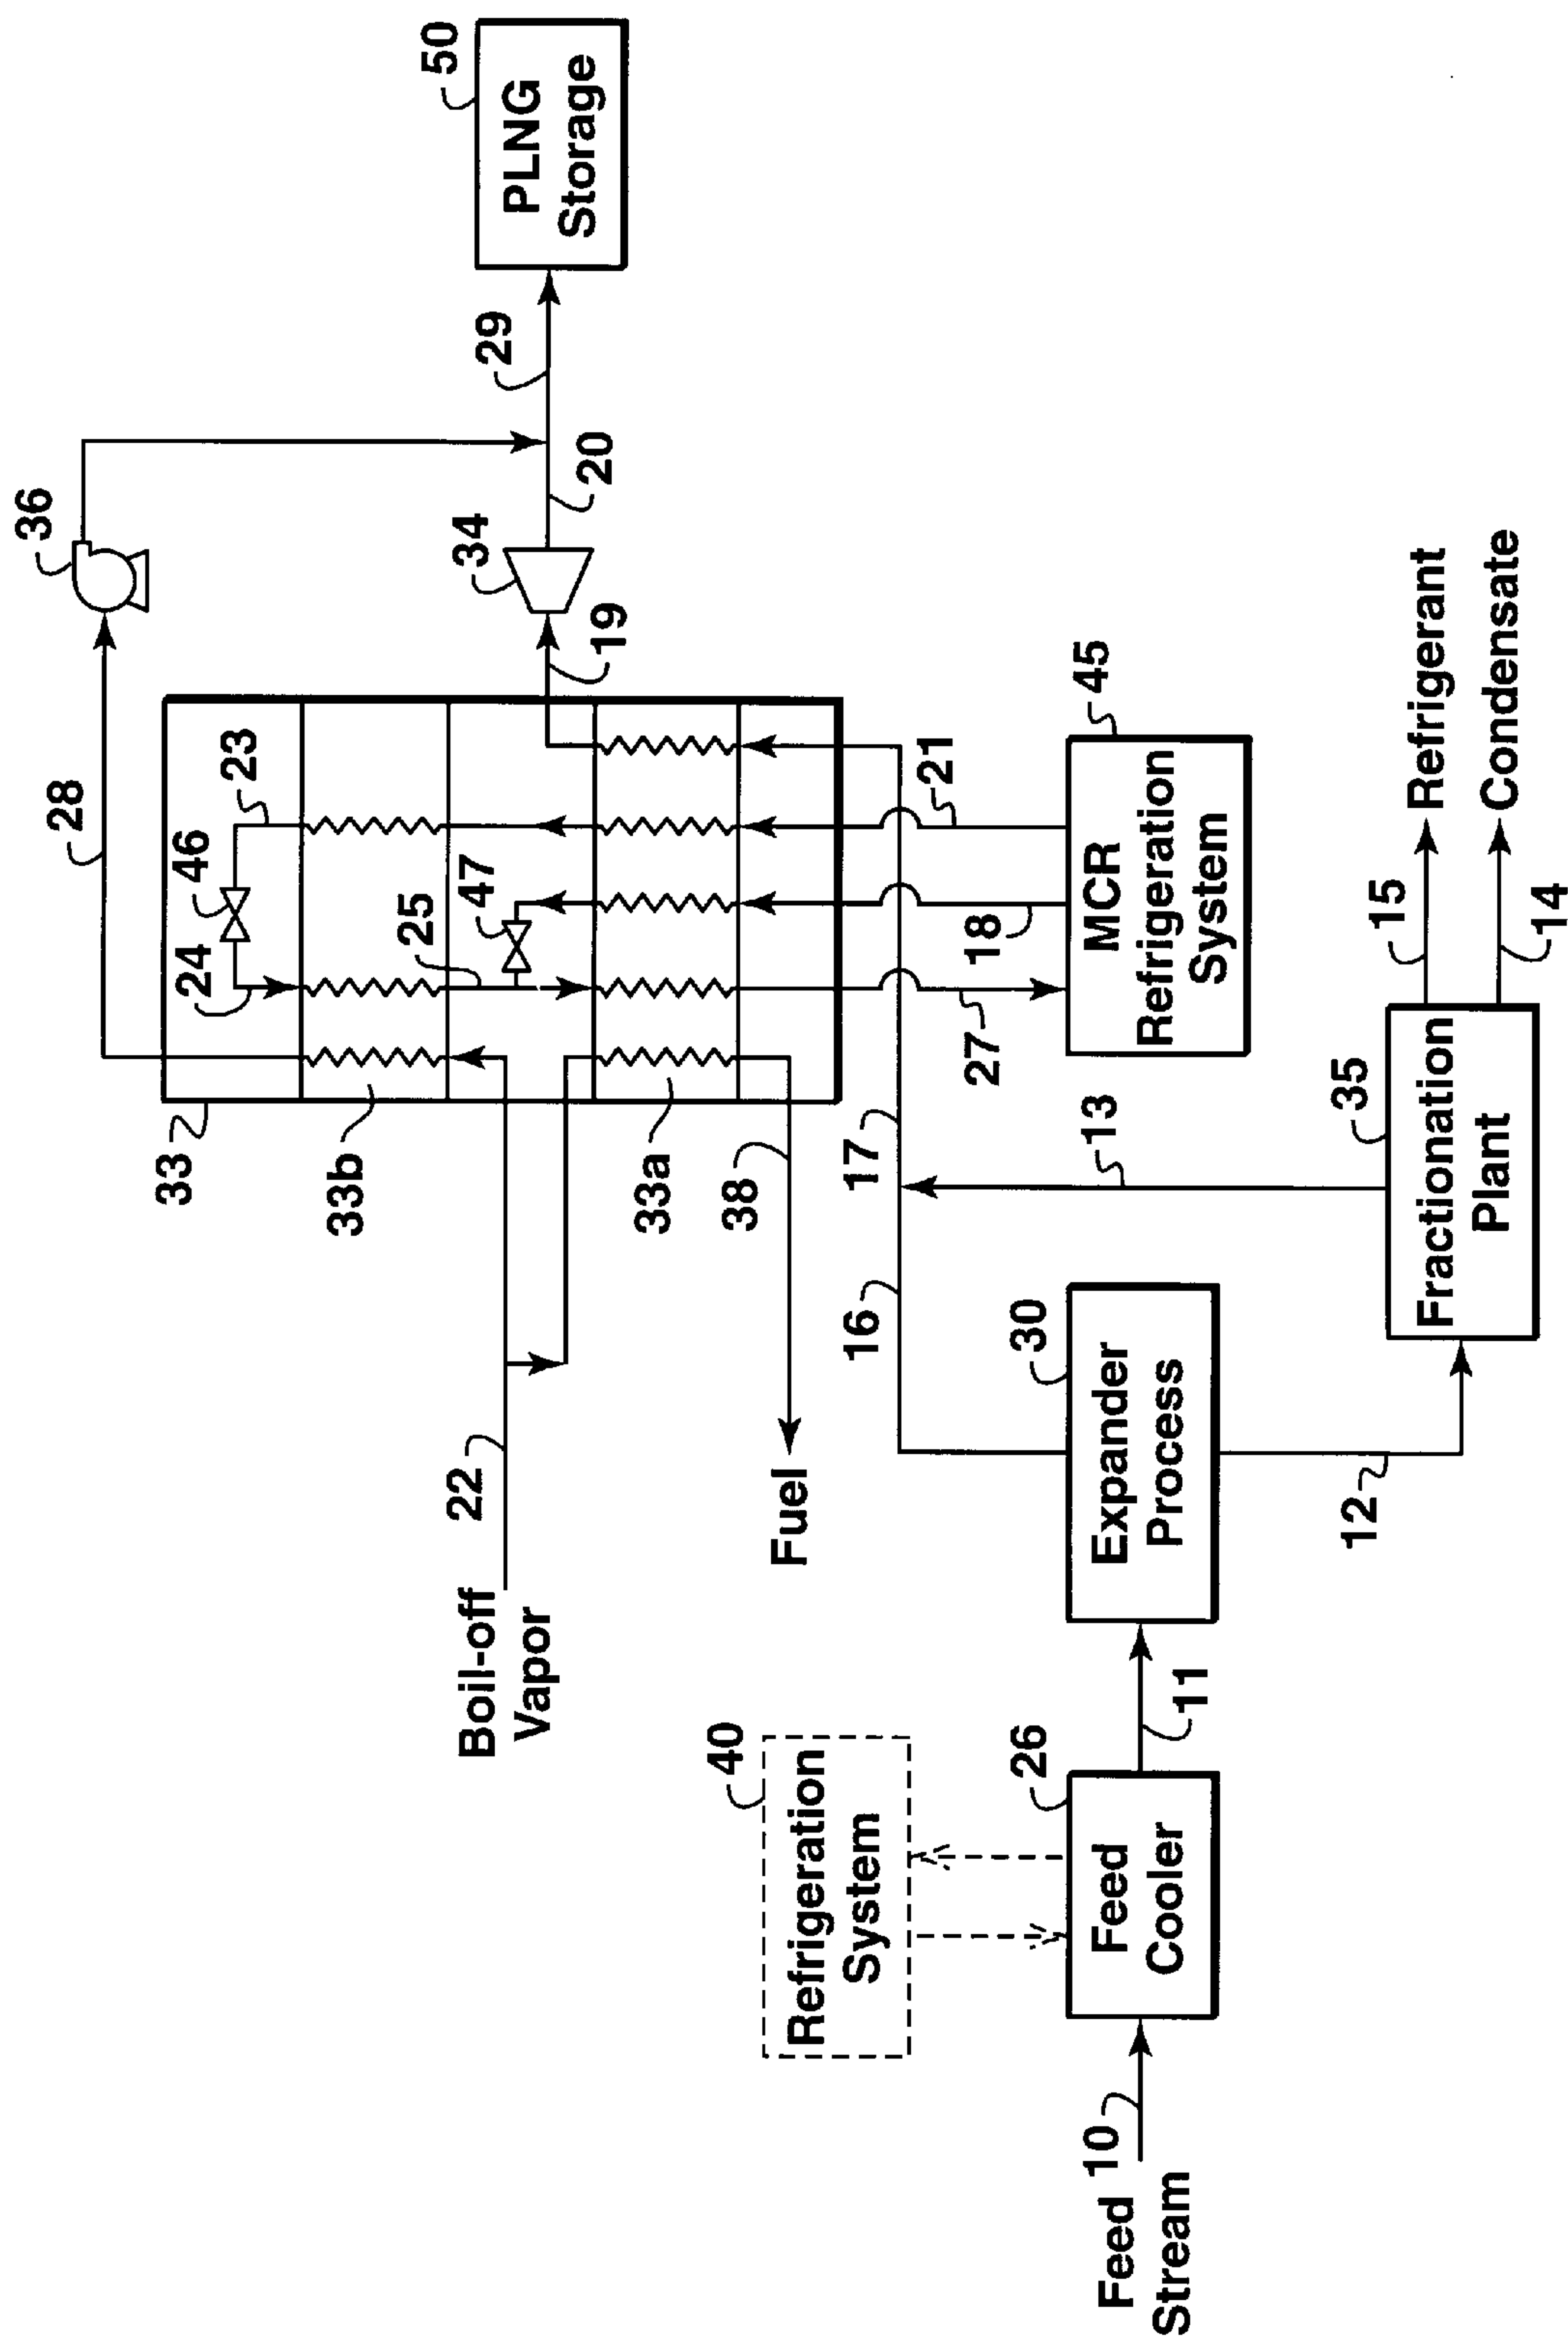 36
28
50
PLNG
Storage
29
20
34
19
23
46
24
25
47
33
33b
33a
38
22
Boil-off
Vapor
Fuel
21
18
27
45
MCR
Refrigeration
System
17
13
16
15
Refrigerant
14
Condensate
35
Fractionation
Plant
30
Expander
Process
12
40
Refrigeration
System
26
Feed
Cooler
11
Feed 10
Stream